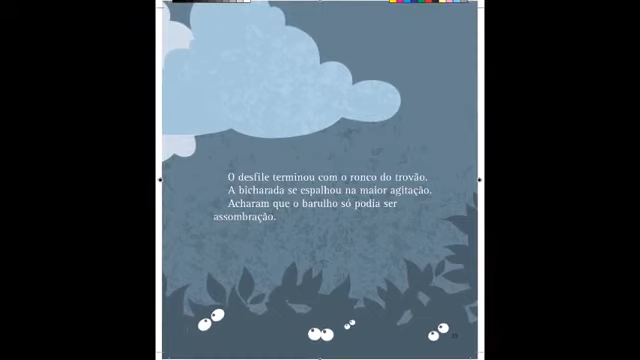 O desfile terminou com o ronco do trovão.
A bicharada se espalhou na maior agitação.
Acharam que o barulho só podia ser
assombração.